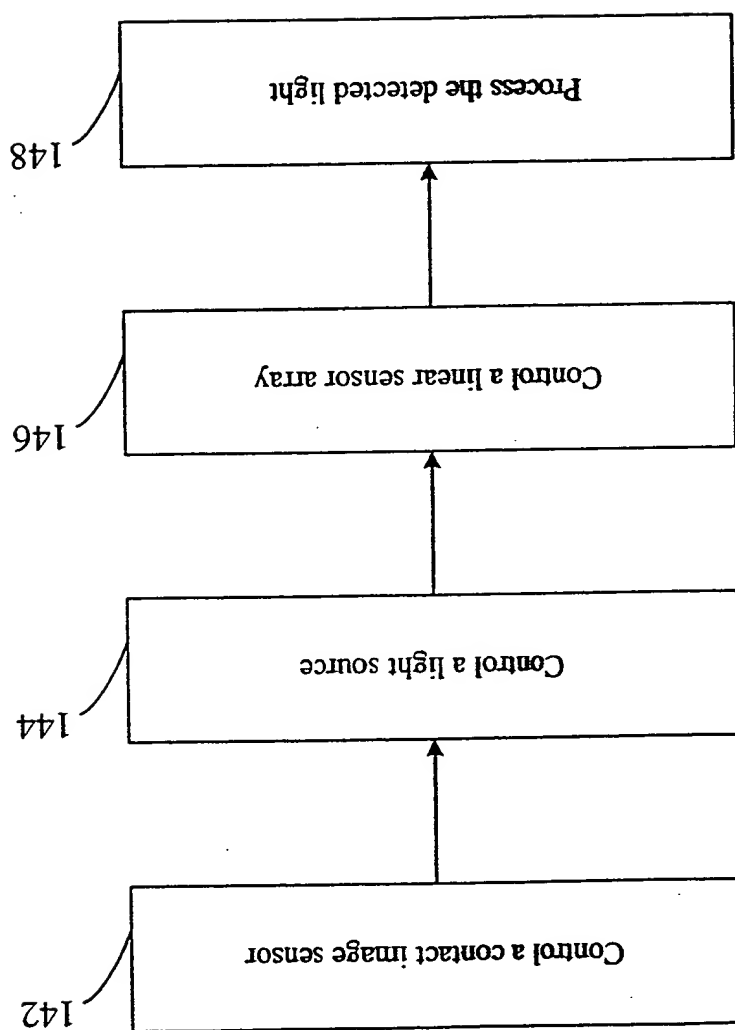 142
Control a contact image sensor
144
Control a light source
146
Control a linear sensor array
148
Process the detected light